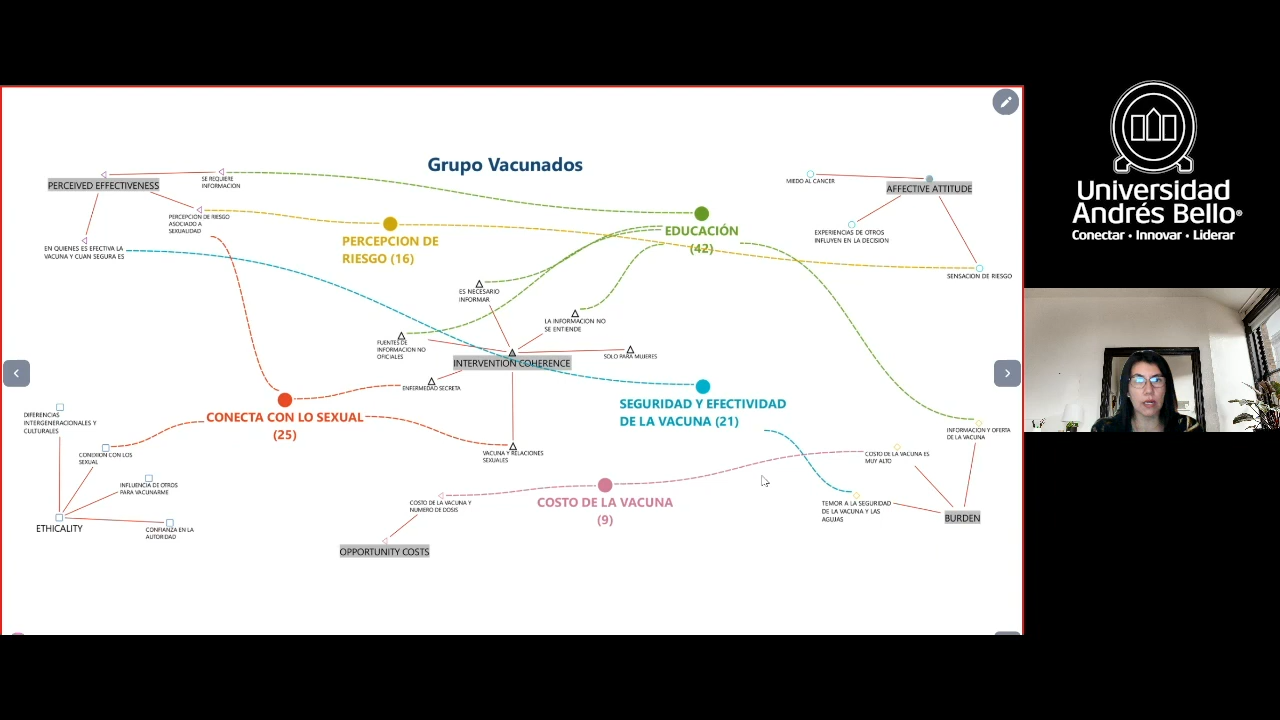 Grupo Vacunados
PERCEIVED EFFECTIVENESS
SE REQUIERE
INFORMACION
PERCEPCION DE RIESGO
ASOCIADO A
SEXUALIDAD
EN QUIENES ES EFECTIVA LA
VACUNA Y CUAN SEGURA ES
PERCEPCION DE
RIESGO (16)
EDUCACIÓN
(42)
MIEDO AL CANCER
AFFECTIVE ATTITUDE
EXPERIENCIAS DE OTROS
INFLUYEN EN LA DECISION
SENSACION DE RIESGO
ES NECESARIO
INFORMAR
LA INFORMACION NO
SE ENTIENDE
FUENTES DE
INFORMACION NO
OFICIALES
SOLO PARA MUJERES
INTERVENTION COHERENCE
ENFERMEDAD SECRETA
CONECTA CON LO SEXUAL
(25)
SEGURIDAD Y EFECTIVIDAD
DE LA VACUNA (21)
DIFERENCIAS
INTERGENERACIONALES Y
CULTURALES
CONEXION CON LOS
SEXUAL
INFLUENCIA DE OTROS
PARA VACUNARME
ETHICALITY
CONFIANZA EN LA
AUTORIDAD
VACUNA Y RELACIONES
SEXUALES
COSTO DE LA VACUNA Y
NUMERO DE DOSIS
OPPORTUNITY COSTS
COSTO DE LA VACUNA
(9)
INFORMACION Y OFERTA
DE LA VACUNA
COSTO DE LA VACUNA ES
MUY ALTO
TEMOR A LA SEGURIDAD
DE LA VACUNA Y LAS
AGUJAS
BURDEN
Universidad
Andrés Bello®
Conectar • Innovar • Liderar